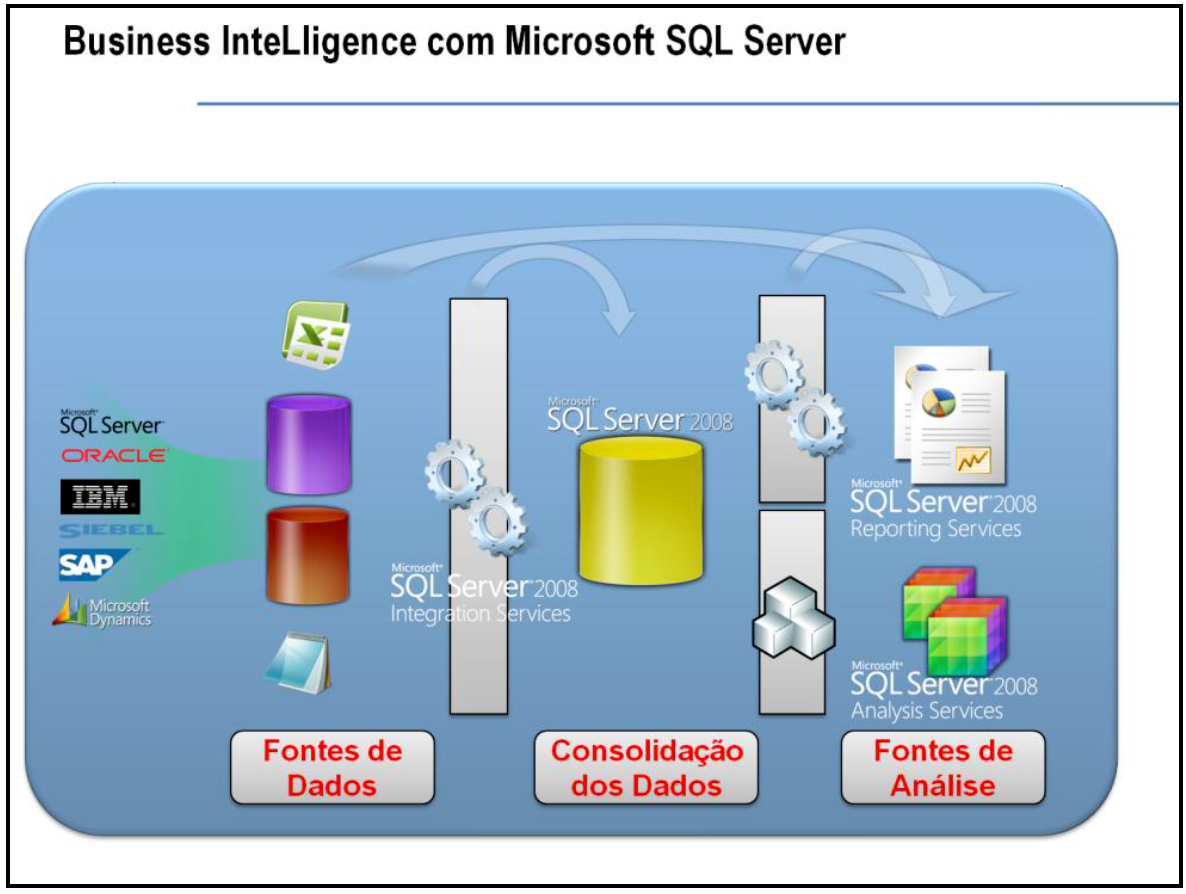 Business InteLligence com Microsoft SQL Server
Microsoft
SQL Server
ORACLE
IBM
SIEBEL
SAP
Microsoft
Dynamics
Microsoft
SQL Server 2008
Integration Services
Microsoft
SQL Server 2008
Microsoft
SQL Server 2008
Reporting Services
Microsoft
SQL Server 2008
Analysis Services
Fontes de
Dados
Consolidação
dos Dados
Fontes de
Análise